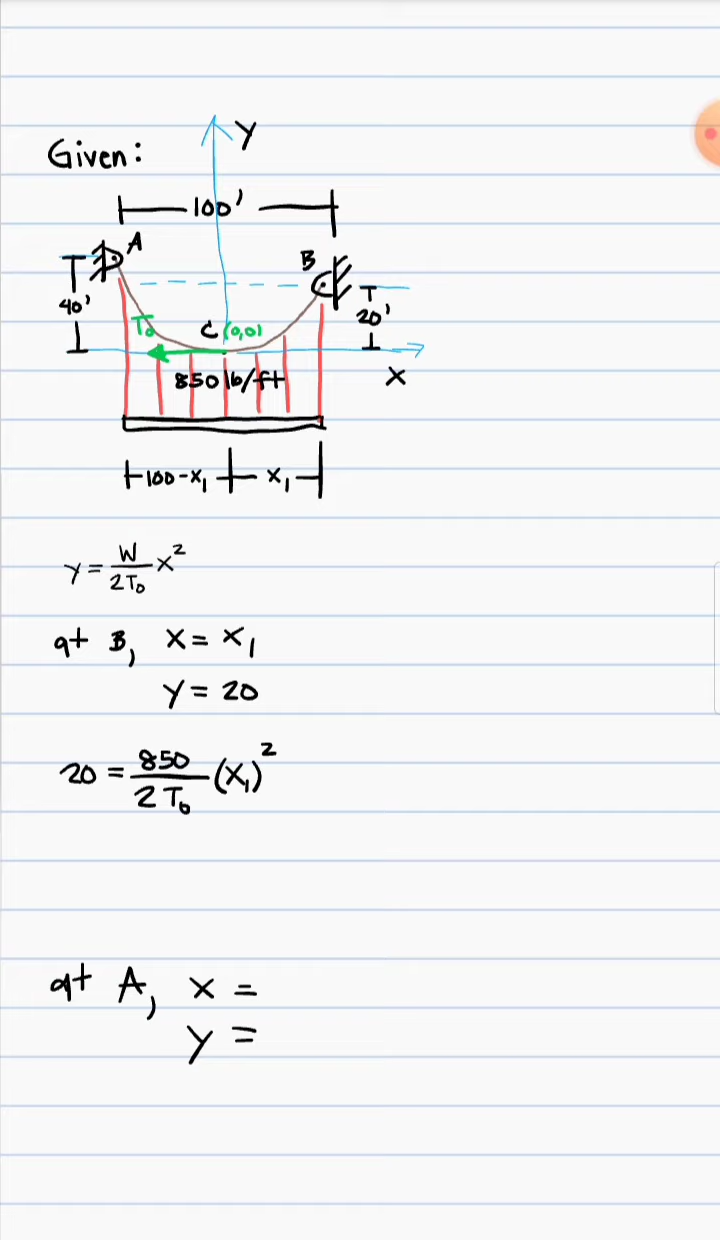 Given:
Y
100'
A
B
40'
T₀
C (0,0)
20'
850 lb/ft
X
100-x₁
x₁
y = W/2T₀ x²
at B, x = x₁
y = 20
20 = 850/2T₀ (x₁)²
at A, x =
y =